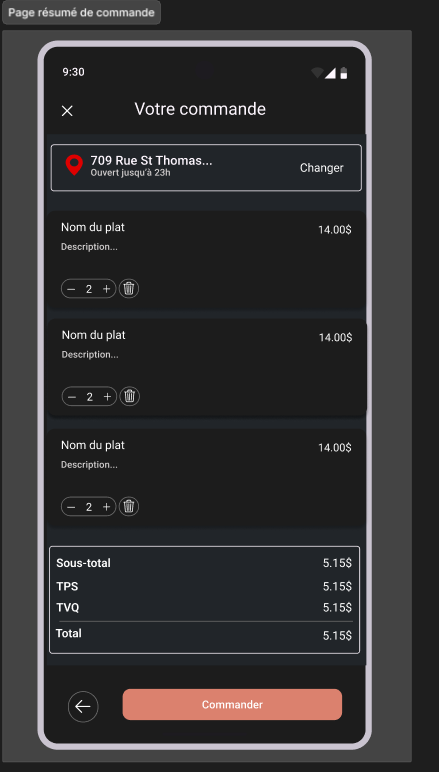 Page résumé de commande
9:30
Votre commande
709 Rue St Thomas...
Ouvert jusqu'à 23h
Changer
Nom du plat
14.00$
Description...
2
Nom du plat
14.00$
Description...
2
Nom du plat
14.00$
Description...
2
Sous-total 5.15$
TPS 5.15$
TVQ 5.15$
Total 5.15$
Commander